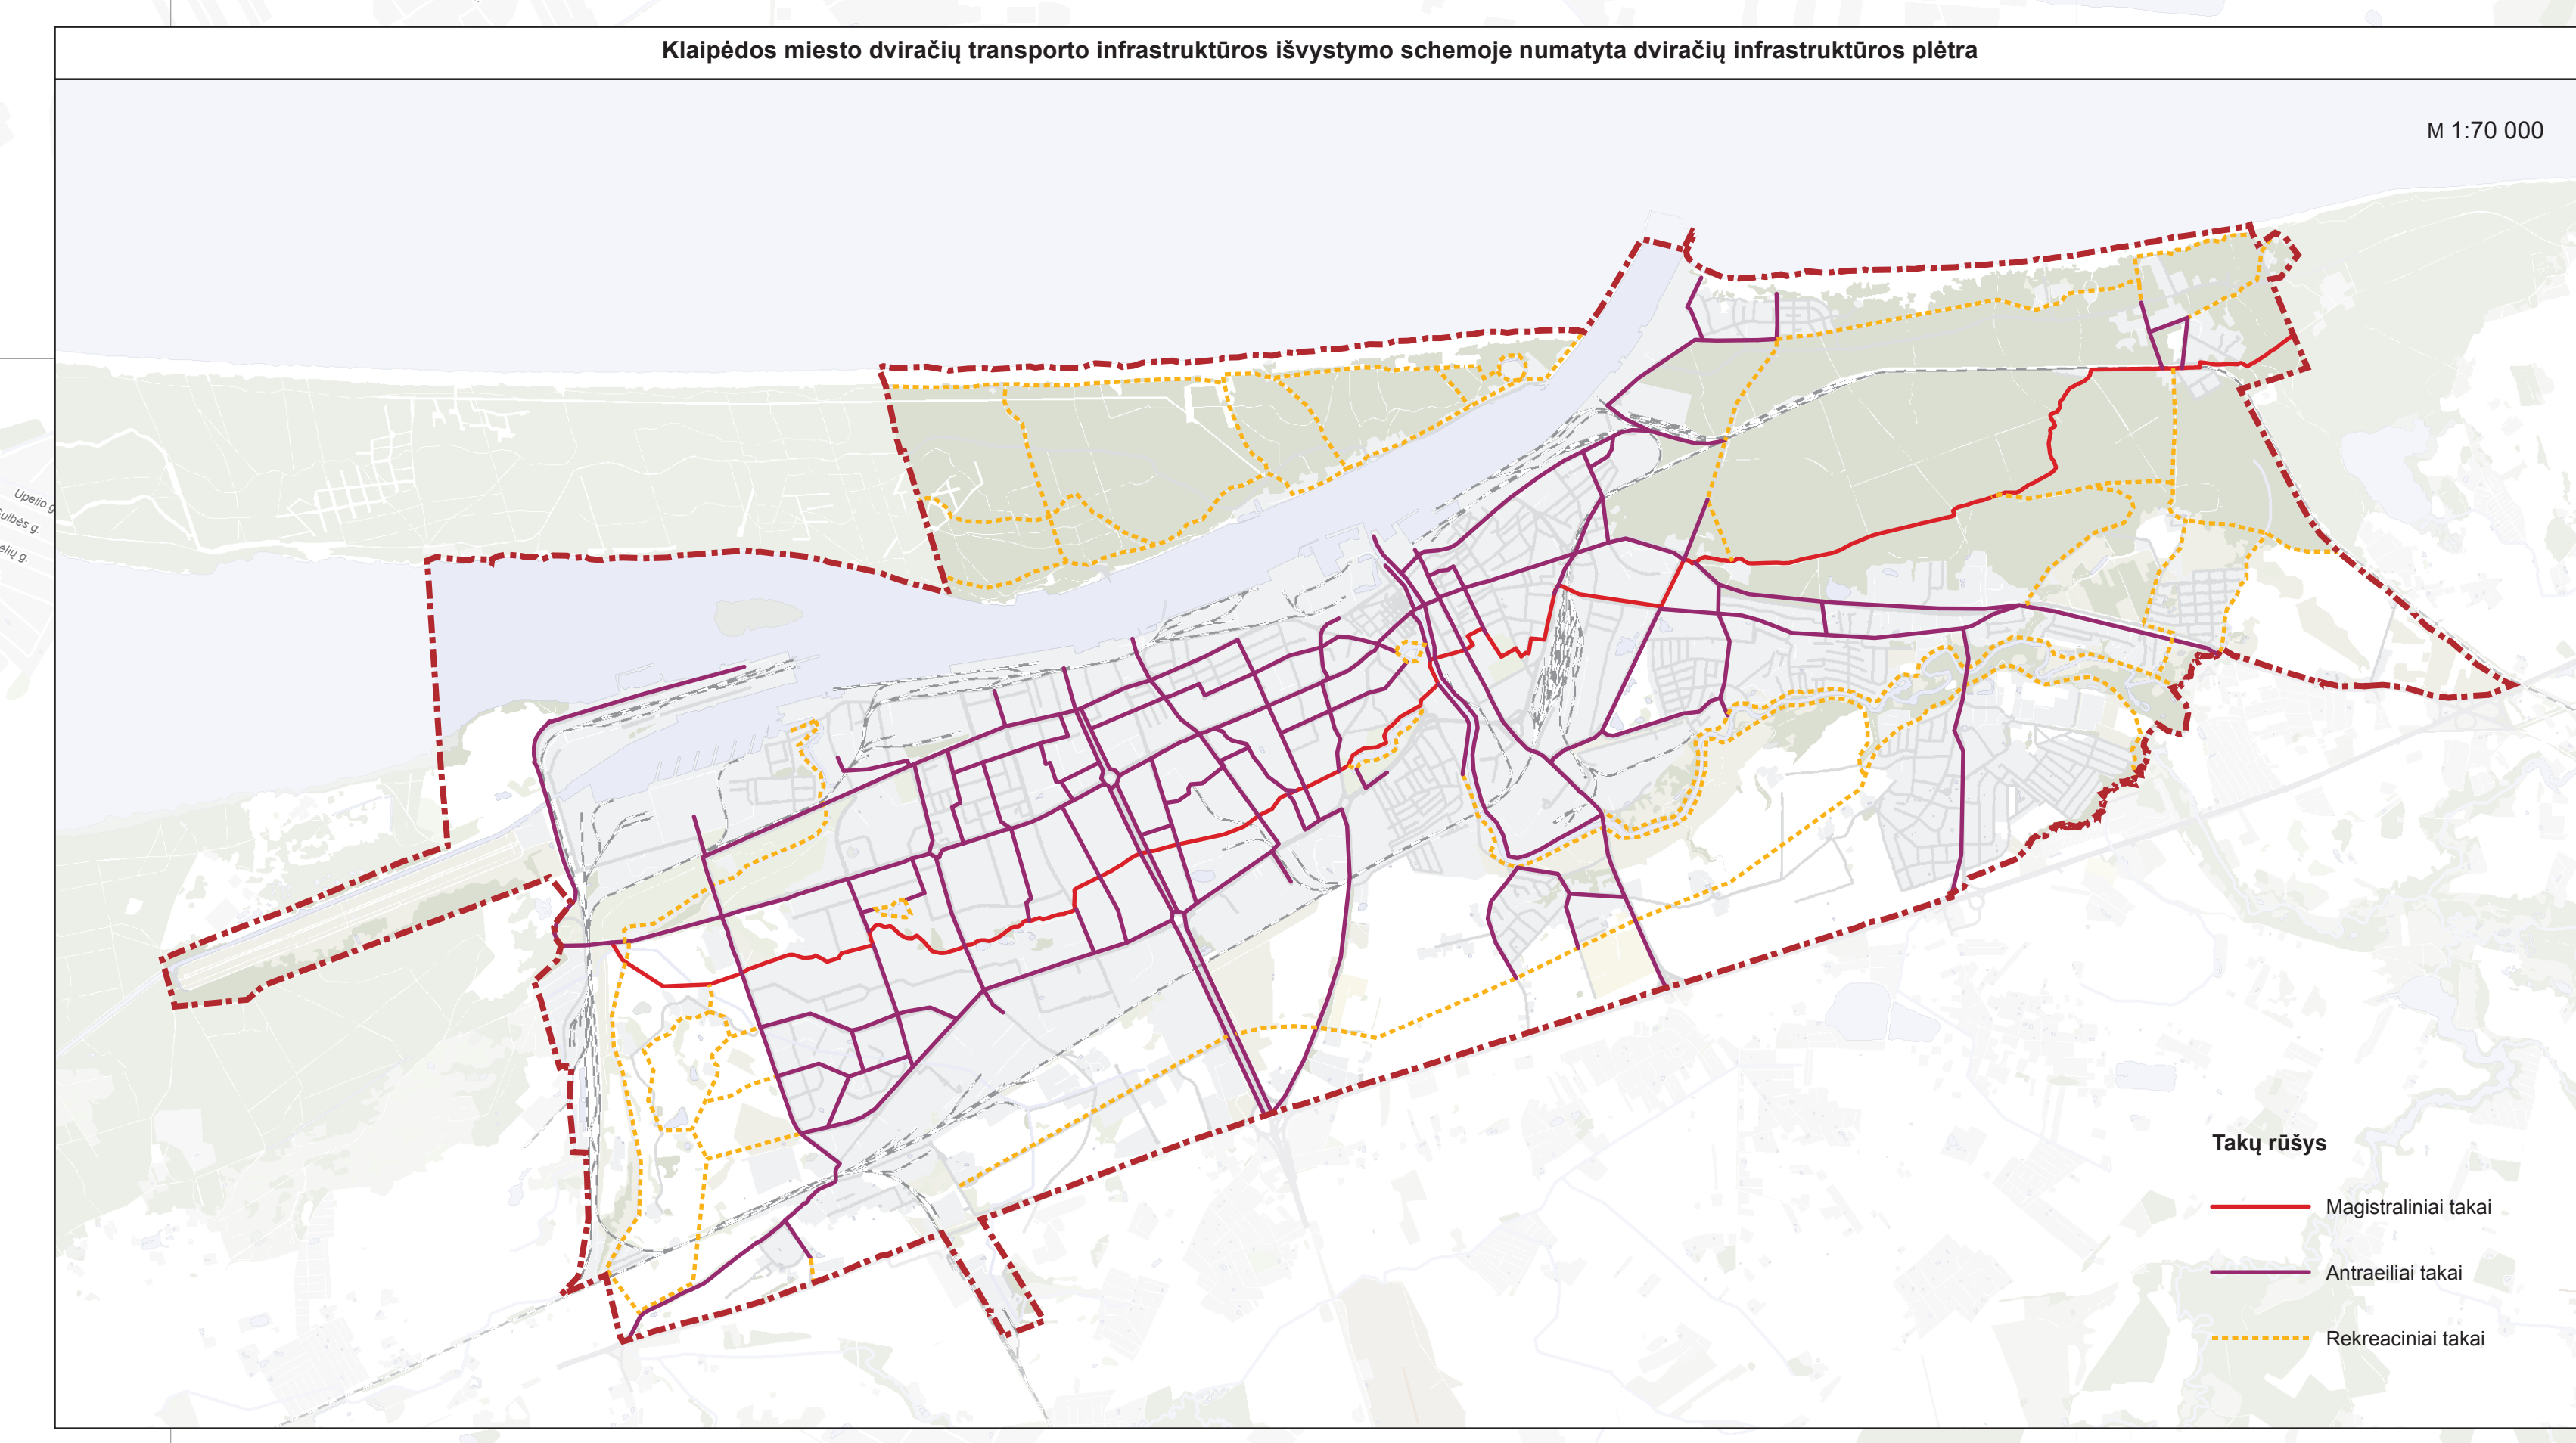 Klaipėdos miesto dviračių transporto infrastruktūros išvystymo schemoje numatyta dviračių infrastruktūros plėtra
M 1:70 000
Upelio g.
Takų rūšys
Magistraliniai takai
Antraeiliai takai
Rekreaciniai takai